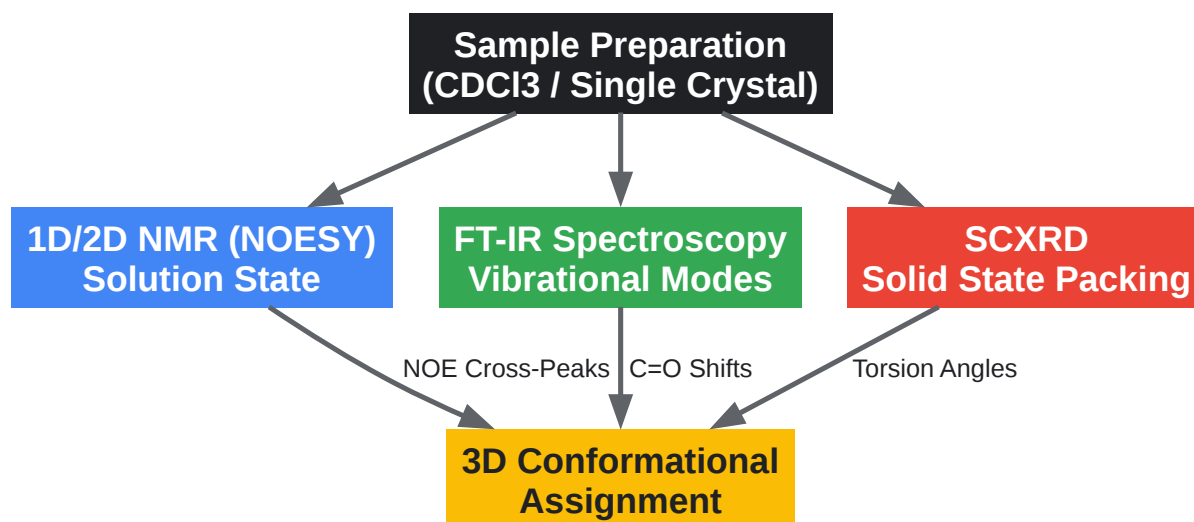 Sample Preparation
(CDCl3 / Single Crystal)
1D/2D NMR (NOESY)
Solution State
FT-IR Spectroscopy
Vibrational Modes
SCXRD
Solid State Packing
NOE Cross-Peaks
C=O Shifts
Torsion Angles
3D Conformational
Assignment